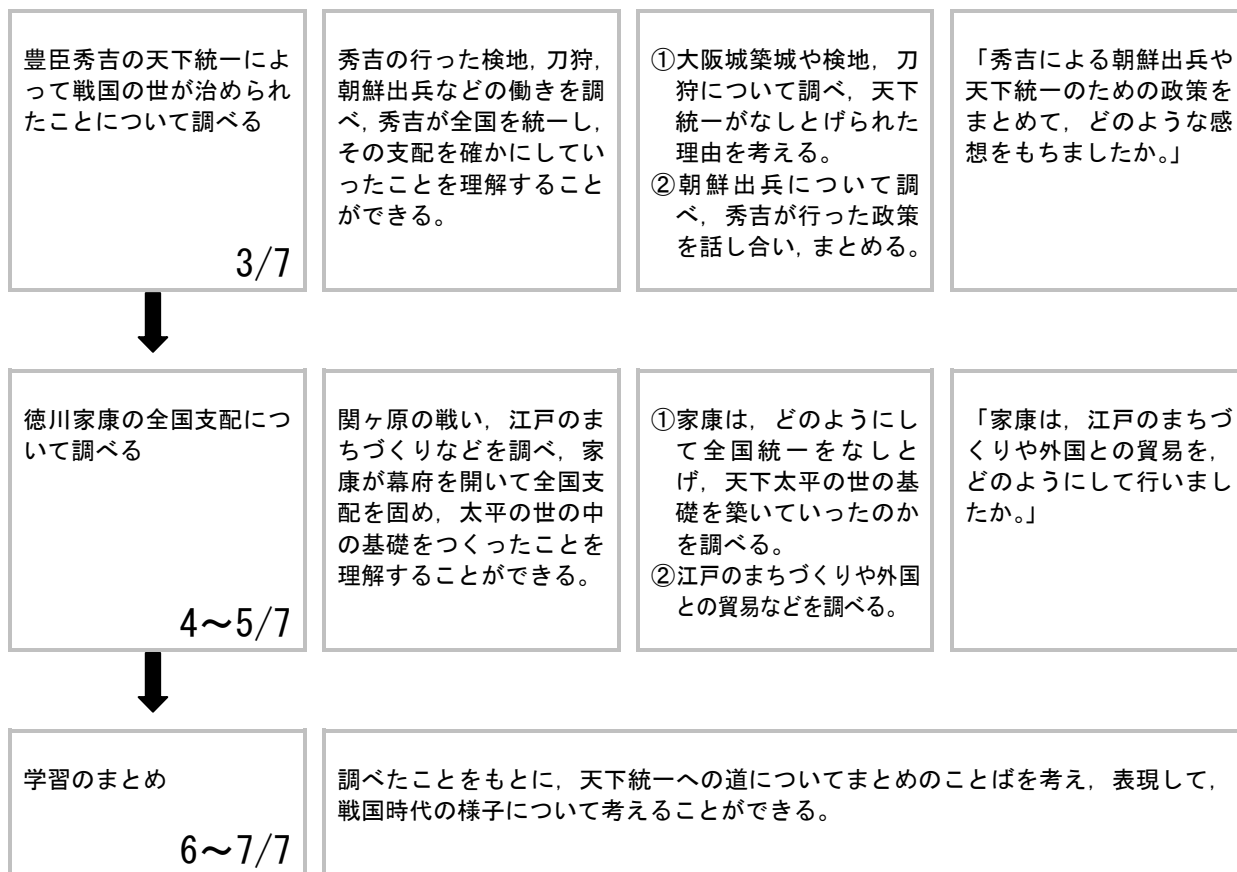 豊臣秀吉の天下統一によ
って戦国の世が治められ
たことについて調べる
3/7
秀吉の行った検地，刀狩，
朝鮮出兵などの働きを調
べ，秀吉が全国を統一し，
その支配を確かにしてい
ったことを理解すること
ができる。
①大阪城築城や検地，刀
狩について調べ，天下
統一がなしとげられた
理由を考える。
②朝鮮出兵について調
べ，秀吉が行った政策
を話し合い，まとめる。
「秀吉による朝鮮出兵や
天下統一のための政策を
まとめて，どのような感
想をもちましたか。」
徳川家康の全国支配につ
いて調べる
4～5/7
関ヶ原の戦い，江戸のま
ちづくりなどを調べ，家
康が幕府を開いて全国支
配を固め，太平の世の中
の基礎をつくったことを
理解することができる。
①家康は，どのようにし
て全国統一をなしと
げ，天下太平の世の基
礎を築いていったのか
を調べる。
②江戸のまちづくりや外国
との貿易などを調べる。
「家康は，江戸のまちづ
くりや外国との貿易を，
どのようにして行いまし
たか。」
学習のまとめ
6～7/7
調べたことをもとに，天下統一への道についてまとめのことばを考え，表現して，
戦国時代の様子について考えることができる。